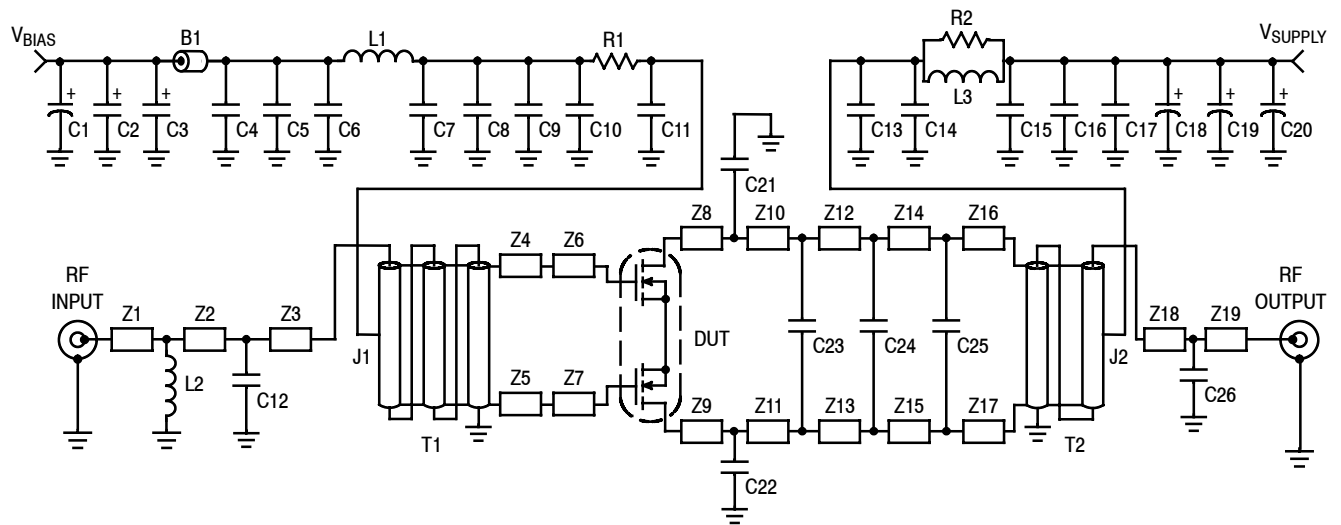 VBIAS
B1
L1
R1
R2
VSUPPLY
+
+
+
L3
+
+
+
C1
C2
C3
C4
C5
C6
C7
C8
C9
C10
C11
C13
C14
C15
C16
C17
C18
C19
C20
C21
Z8
Z10
Z12
Z14
Z16
Z4
Z6
RF
INPUT
RF
OUTPUT
Z1
Z2
Z3
J1
DUT
C23
C24
C25
J2
Z18
Z19
L2
C12
Z5
Z7
C26
Z9
Z11
Z13
Z15
Z17
T1
T2
C22